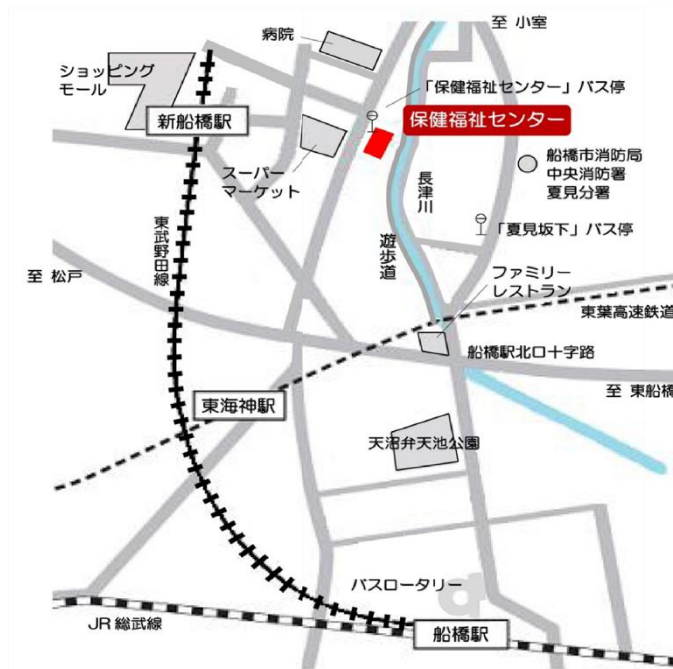 至 小室
病院
ショッピング
モール
「保健福祉センター」バス停
保健福祉センター
新船橋駅
船橋市消防局
中央消防署
夏見分署
スーパー
マーケット
長津川
遊歩道
「夏見坂下」バス停
東武野田線
至 松戸
ファミリー
レストラン
東葉高速鉄道
船橋駅北口十字路
至 東船橋
東海神駅
天沼弁天池公園
バスロータリー
JR 総武線
船橋駅